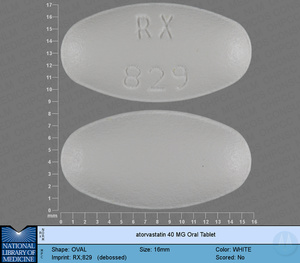 17
16
15
14
13
12
11
10
9
8
7
6
5
4
3
2
1
0
RX
829
mm 1 2 3 4 5 6 7 8 9 10 11 12 13 14 15 16
atorvastatin 40 MG Oral Tablet
Shape: OVAL Size: 16mm Color: WHITE
Imprint: RX;829 (debossed) Scored: No
NATIONAL
LIBRARY OF
MEDICINE